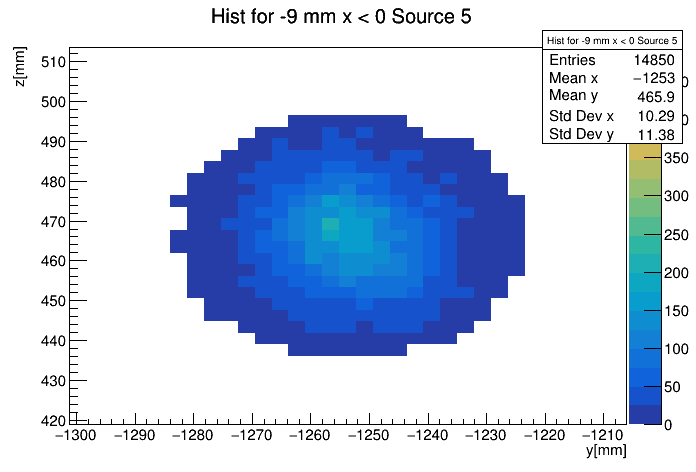 Hist for -9 mm x < 0 Source 5
z[mm]
Hist for -9 mm x < 0 Source 5
Entries 14850
Mean x −1253
Mean y 465.9
Std Dev x 10.29
Std Dev y 11.38
510
500
490
480
470
460
450
440
430
420
350
300
250
200
150
100
50
0
−1300 −1290 −1280 −1270 −1260 −1250 −1240 −1230 −1220 −1210
y[mm]